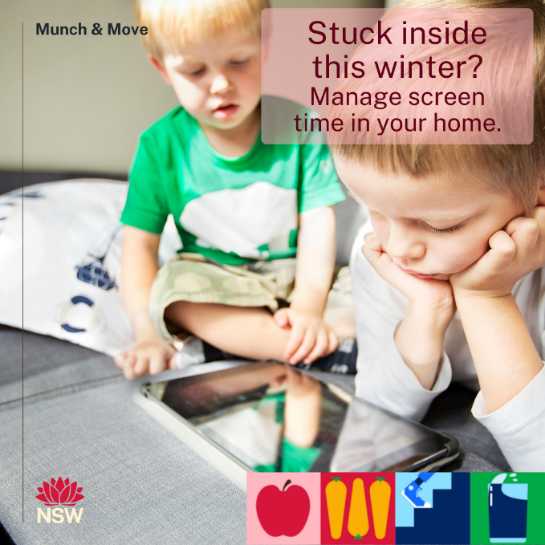 Munch & Move
Stuck inside
this winter?
Manage screen
time in your home.
NSW